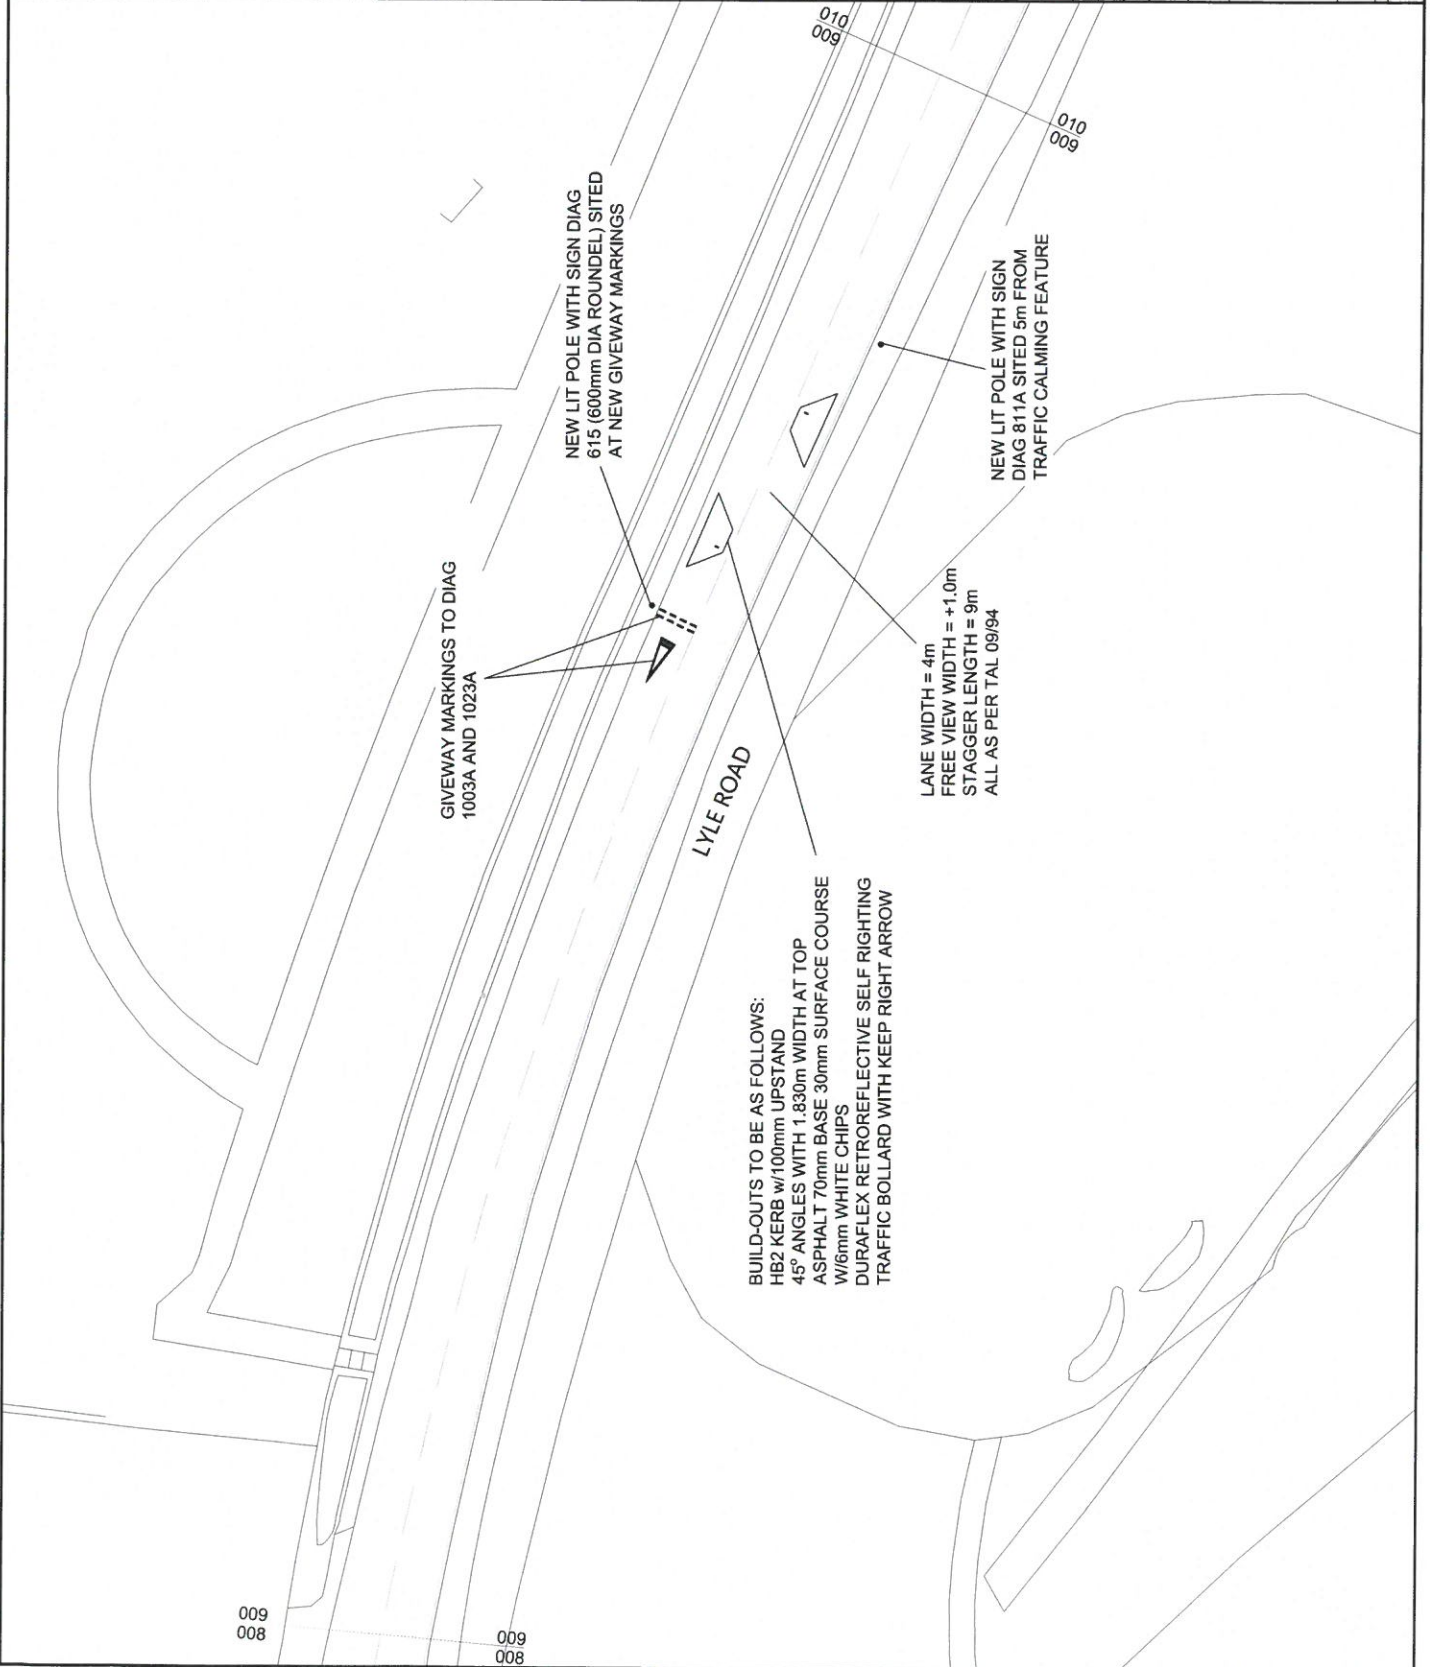 010
009
010
009
NEW LIT POLE WITH SIGN DIAG
615 (600mm DIA ROUNDEL) SITED
AT NEW GIVEWAY MARKINGS
NEW LIT POLE WITH SIGN
DIAG 811A SITED 5m FROM
TRAFFIC CALMING FEATURE
GIVEWAY MARKINGS TO DIAG
1003A AND 1023A
LANE WIDTH = 4m
FREE VIEW WIDTH = +1.0m
STAGGER LENGTH = 9m
ALL AS PER TAL 09/94
LYLE ROAD
BUILD-OUTS TO BE AS FOLLOWS:
HB2 KERB w/100mm UPSTAND
45° ANGLES WITH 1.830m WIDTH AT TOP
ASPHALT 70mm BASE 30mm SURFACE COURSE
W/6mm WHITE CHIPS
DURAFLEX RETROREFLECTIVE SELF RIGHTING
TRAFFIC BOLLARD WITH KEEP RIGHT ARROW
009
008
009
008